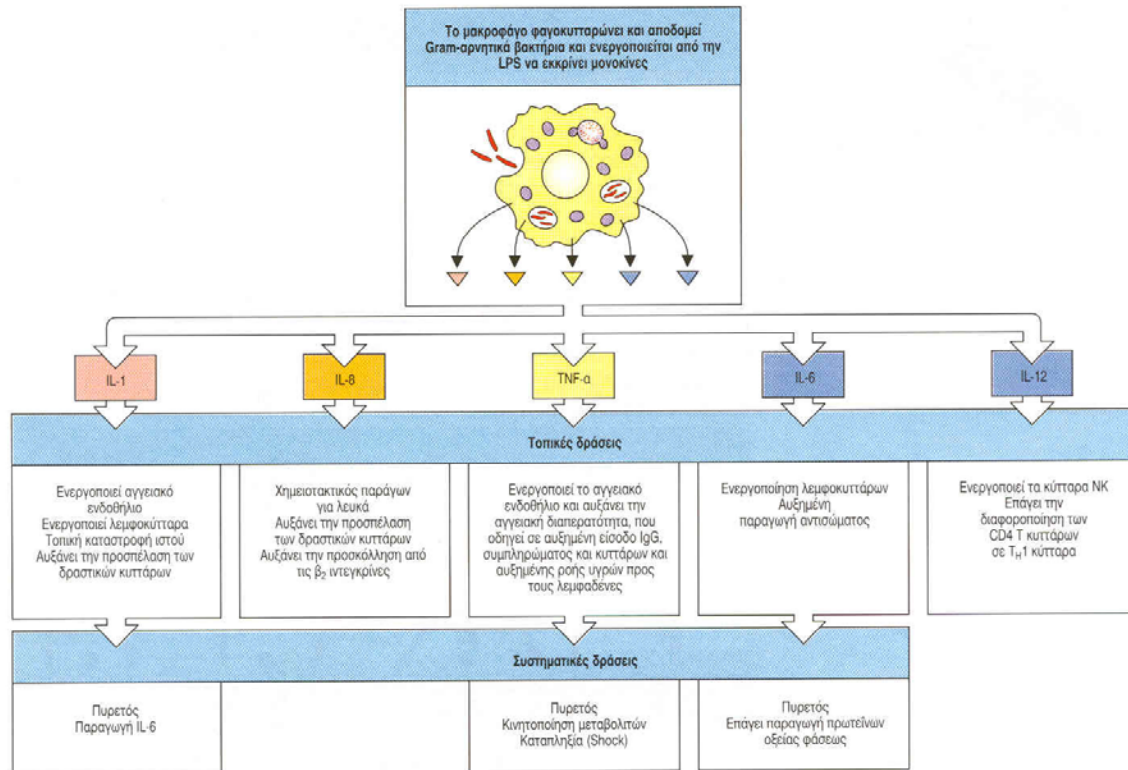 Το μακροφάγο φαγοκυτταρώνει και αποδομεί
Gram-αρνητικά βακτήρια και ενεργοποιείται από την
LPS να εκκρίνει μονοκίνες
IL-1
IL-8
TNF-α
IL-6
IL-12
Τοπικές δράσεις
Ενεργοποιεί αγγειακό
ενδοθήλιο
Ενεργοποιεί λεμφοκύτταρα
Τοπική καταστροφή ιστού
Αυξάνει την προσπέλαση των
δραστικών κυττάρων
Χημειοτακτικός παράγων
για λευκά
Αυξάνει την προσπέλαση
των δραστικών κυττάρων
Αυξάνει την προσκόλληση από
τις β₂ ιντεγκρίνες
Ενεργοποιεί το αγγειακό
ενδοθήλιο και αυξάνει την
αγγειακή διαπερατότητα, που
οδηγεί σε αυξημένη είσοδο IgG,
συμπληρώματος και κυττάρων και
αυξημένης ροής υγρών προς
τους λεμφαδένες
Ενεργοποίηση λεμφοκυττάρων
Αυξημένη
παραγωγή αντισώματος
Ενεργοποιεί τα κύτταρα NK
Επάγει την
διαφοροποίηση των
CD4 T κυττάρων
σε T_H1 κύτταρα
Συστηματικές δράσεις
Πυρετός
Παραγωγή IL-6
Πυρετός
Κινητοποίηση μεταβολιτών
Καταπληξία (Shock)
Πυρετός
Επάγει παραγωγή πρωτεΐνων
οξείας φάσεως